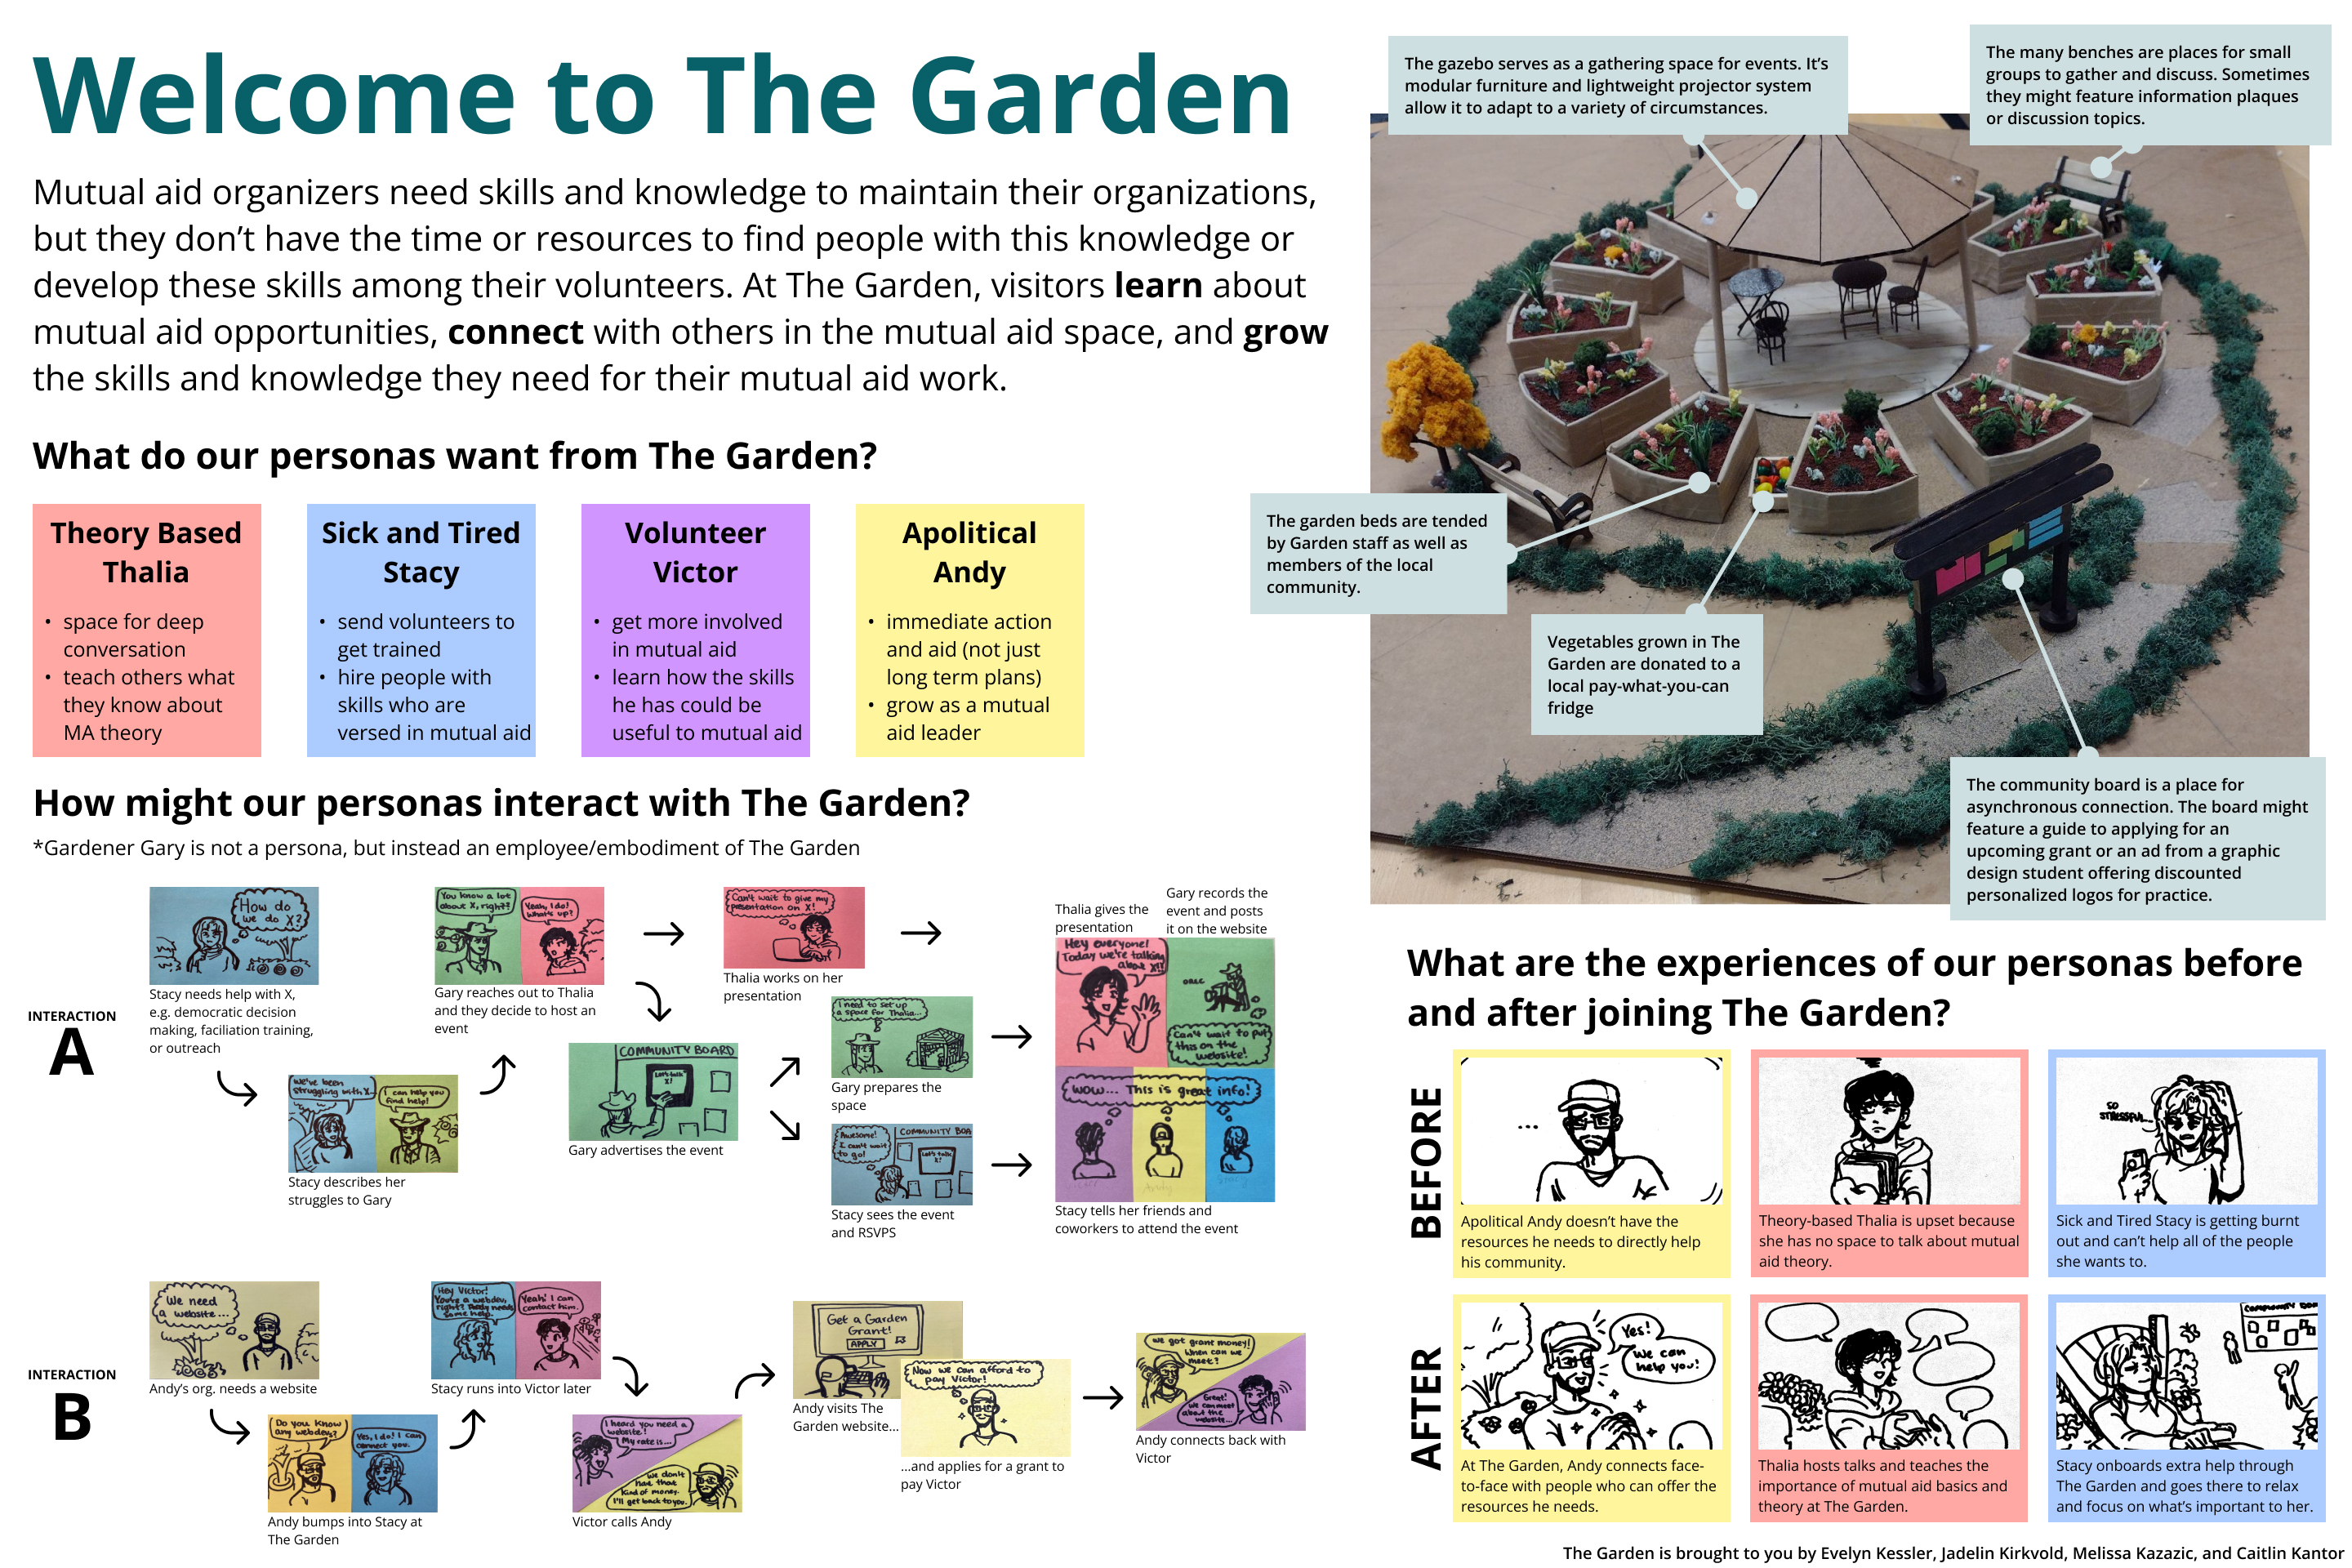 Welcome to The Garden
Mutual aid organizers need skills and knowledge to maintain their organizations,
but they don't have the time or resources to find people with this knowledge or
develop these skills among their volunteers. At The Garden, visitors learn about
mutual aid opportunities, connect with others in the mutual aid space, and grow
the skills and knowledge they need for their mutual aid work.
What do our personas want from The Garden?
Theory Based
Thalia
• space for deep
conversation
• teach others what
they know about
MA theory
Sick and Tired
Stacy
• send volunteers to
get trained
• hire people with
skills who are
versed in mutual aid
Volunteer
Victor
• get more involved
in mutual aid
• learn how the skills
he has could be
useful to mutual aid
Apolitical
Andy
• immediate action
and aid (not just
long term plans)
• grow as a mutual
aid leader
How might our personas interact with The Garden?
*Gardener Gary is not a persona, but instead an employee/embodiment of The Garden
INTERACTION
A
How do
we do X?
Stacy needs help with X,
e.g. democratic decision
making, faciliation training,
or outreach
We've been
struggling with X...
I can help you
find help!
Stacy describes her
struggles to Gary
You know a lot
about X, right??
Yeah, I do!
What's up?
Gary reaches out to Thalia
and they decide to host an
event
Can't wait to give my
presentation on X!
Thalia works on her
presentation
COMMUNITY BOARD
Let's talk
X!
Gary advertises the event
I need to set up
a space for Thalia...
Gary prepares the
space
Awesome!
I can't wait
to go!
COMMUNITY BOA
Let's talk
X!
Stacy sees the event
and RSVPS
Thalia gives the
presentation
Gary records the
event and posts
it on the website
Hey everyone!
Today we're talking
about X!!
Can't wait to put
this on the
website!
Wow... This is great info!
Stacy tells her friends and
coworkers to attend the event
INTERACTION
B
We need
a website...
Andy's org. needs a website
Do you know
any webdevs?
Yes, I do! I can
connect you.
Andy bumps into Stacy at
The Garden
Hey Victor!
You're a webdev,
right? Andy needs
some help.
Yeah! I can
contact him.
Stacy runs into Victor later
I heard you need a
website!
My rate is...
We don't
have that
kind of money.
I'll get back to you.
Victor calls Andy
Get a Garden
Grant!
APPLY
Andy visits The
Garden website...
Now we can afford to
pay Victor!
...and applies for a grant to
pay Victor
We got grant money!
When can we
meet?
Great!
We can meet
about the
website...
Andy connects back with
Victor
The gazebo serves as a gathering space for events. It's
modular furniture and lightweight projector system
allow it to adapt to a variety of circumstances.
The many benches are places for small
groups to gather and discuss. Sometimes
they might feature information plaques
or discussion topics.
The garden beds are tended
by Garden staff as well as
members of the local
community.
Vegetables grown in The
Garden are donated to a
local pay-what-you-can
fridge
The community board is a place for
asynchronous connection. The board might
feature a guide to applying for an
upcoming grant or an ad from a graphic
design student offering discounted
personalized logos for practice.
What are the experiences of our personas before
and after joining The Garden?
BEFORE
...
Apolitical Andy doesn't have the
resources he needs to directly help
his community.
Theory-based Thalia is upset because
she has no space to talk about mutual
aid theory.
SO
STRESSFUL...
Sick and Tired Stacy is getting burnt
out and can't help all of the people
she wants to.
AFTER
Yes!
We can
help you!
At The Garden, Andy connects face-
to-face with people who can offer the
resources he needs.
Thalia hosts talks and teaches the
importance of mutual aid basics and
theory at The Garden.
Community Boar
Stacy onboards extra help through
The Garden and goes there to relax
and focus on what's important to her.
The Garden is brought to you by Evelyn Kessler, Jadelin Kirkvold, Melissa Kazazic, and Caitlin Kantor